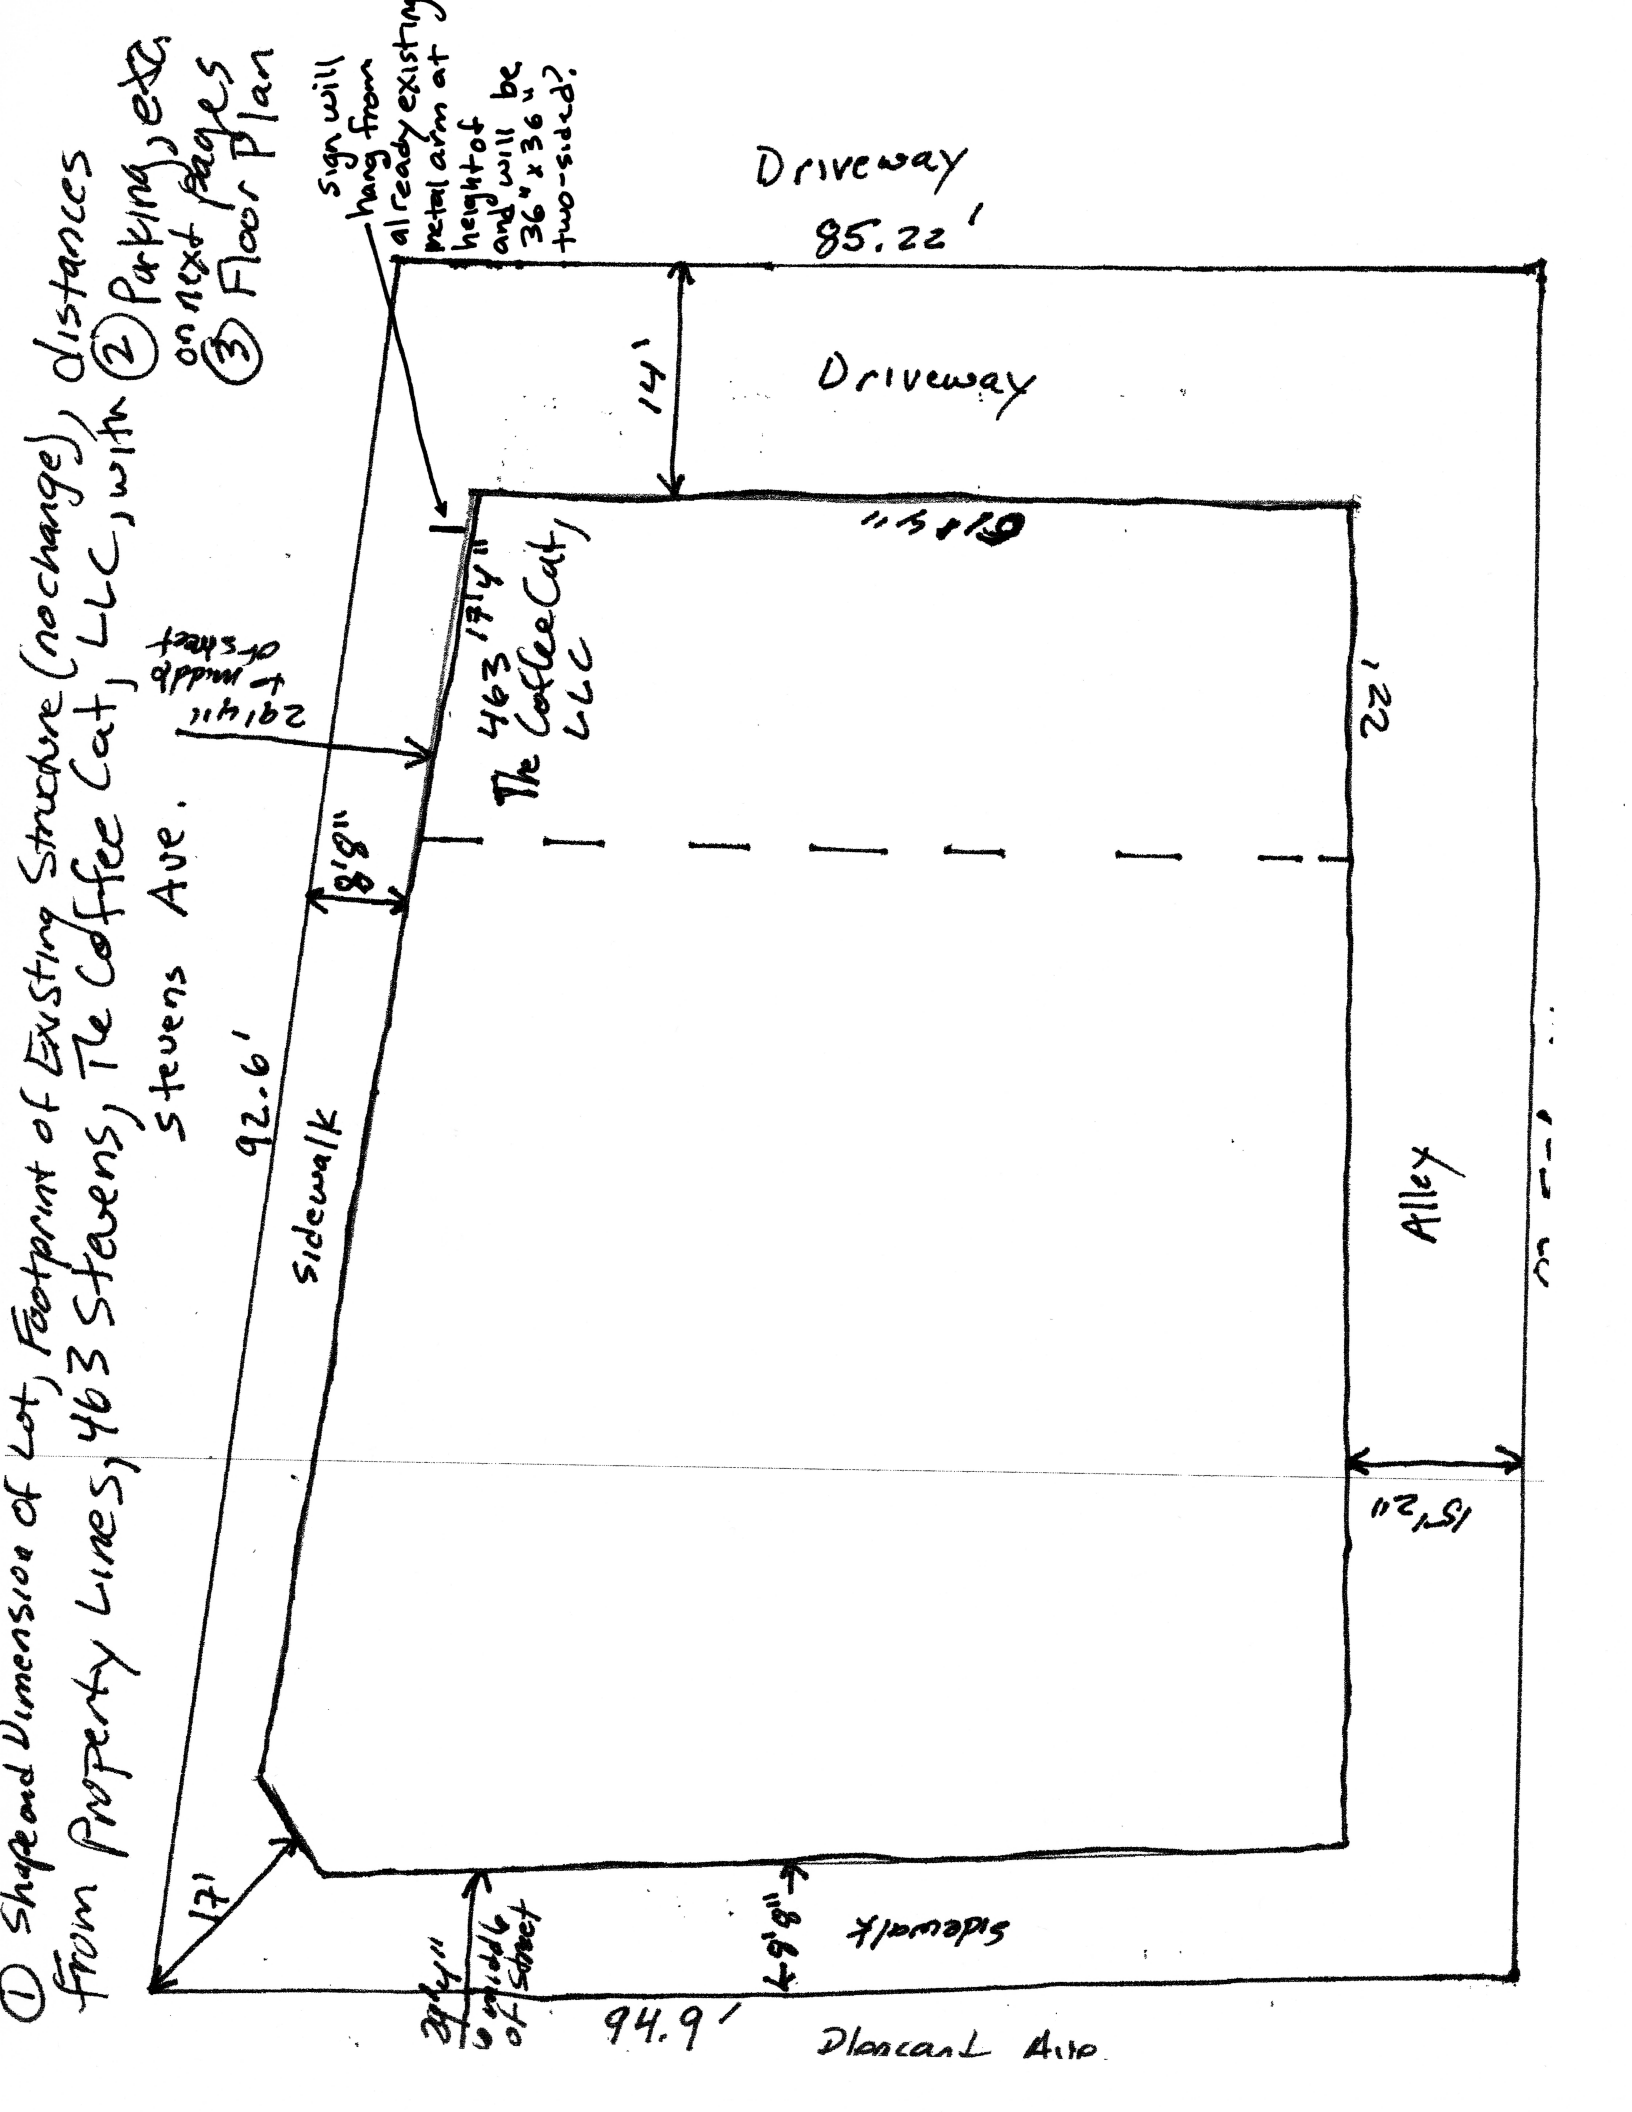 ① Shape and Dimension of Lot, Footprint of Existing Structure (no change), distances
from Property Lines, 463 Stevens, The Coffee Cat, LLC, with ② Parking, etc.
on next pages
③ Floor Plan
Stevens Ave.
29'4"
to middle
of street
sign will
hang from
already existing
metal arm at
height of
and will be
36" x 36"
two-sided?
92.6'
Sidewalk
8'8"
17'
463 17'4"
The Coffee Cat,
LLC
Driveway
85.22'
14'
Driveway
22'
Alley
15'2"
29'4"
to middle
of street
9'8"
Sidewalk
94.9'